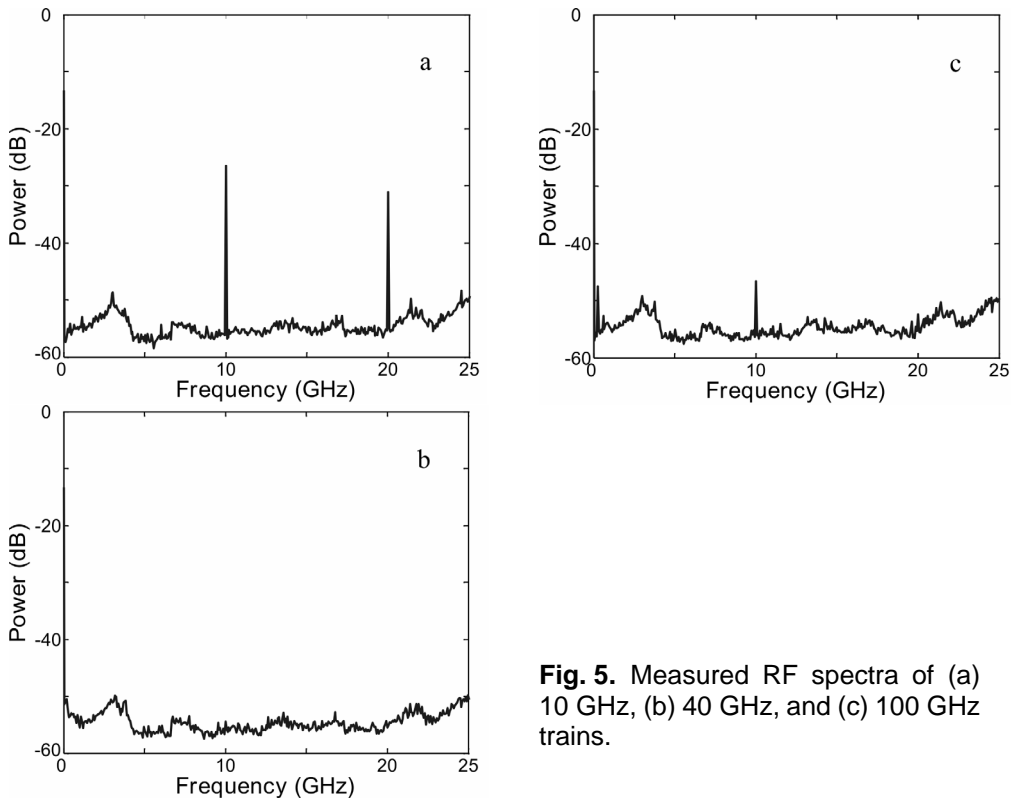 0
-20
-40
-60
Power (dB)
a
0
10
20
25
Frequency (GHz)
0
-20
-40
-60
Power (dB)
c
0
10
20
25
Frequency (GHz)
0
-20
-40
-60
Power (dB)
b
0
10
20
25
Frequency (GHz)
Fig. 5. Measured RF spectra of (a)
10 GHz, (b) 40 GHz, and (c) 100 GHz
trains.